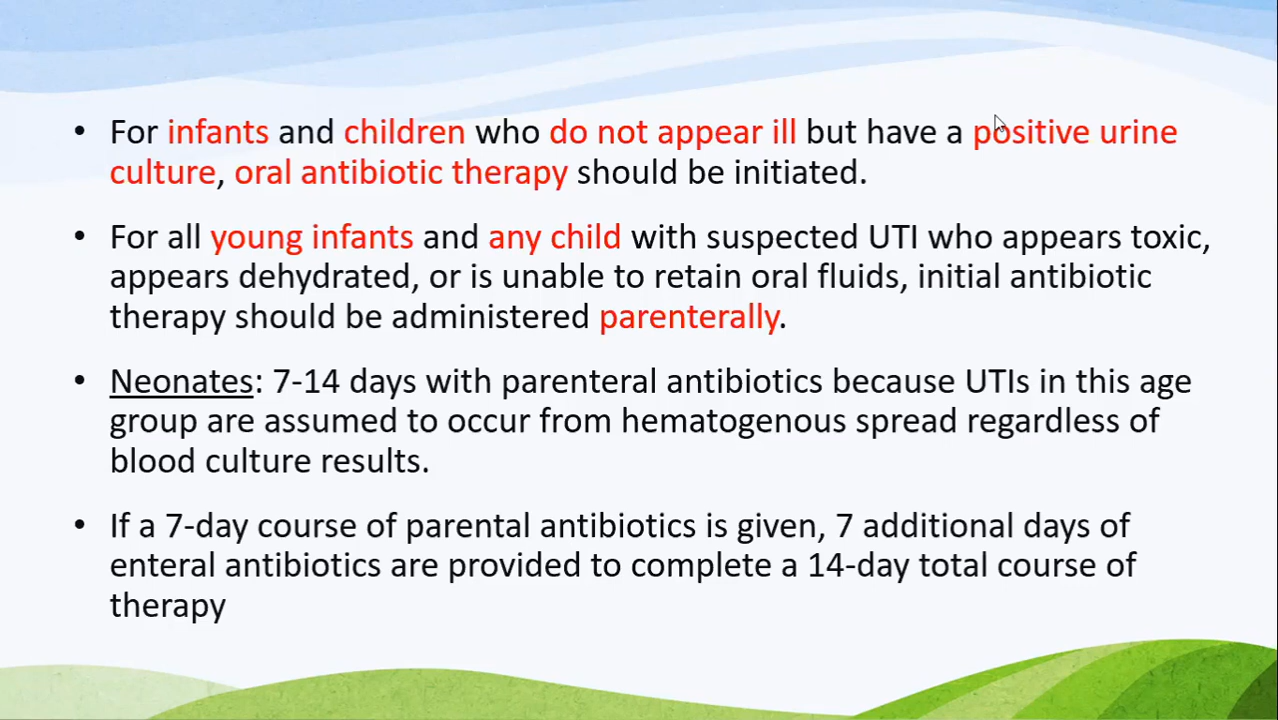 • For infants and children who do not appear ill but have a positive urine
culture, oral antibiotic therapy should be initiated.
• For all young infants and any child with suspected UTI who appears toxic,
appears dehydrated, or is unable to retain oral fluids, initial antibiotic
therapy should be administered parenterally.
• Neonates: 7-14 days with parenteral antibiotics because UTIs in this age
group are assumed to occur from hematogenous spread regardless of
blood culture results.
• If a 7-day course of parental antibiotics is given, 7 additional days of
enteral antibiotics are provided to complete a 14-day total course of
therapy